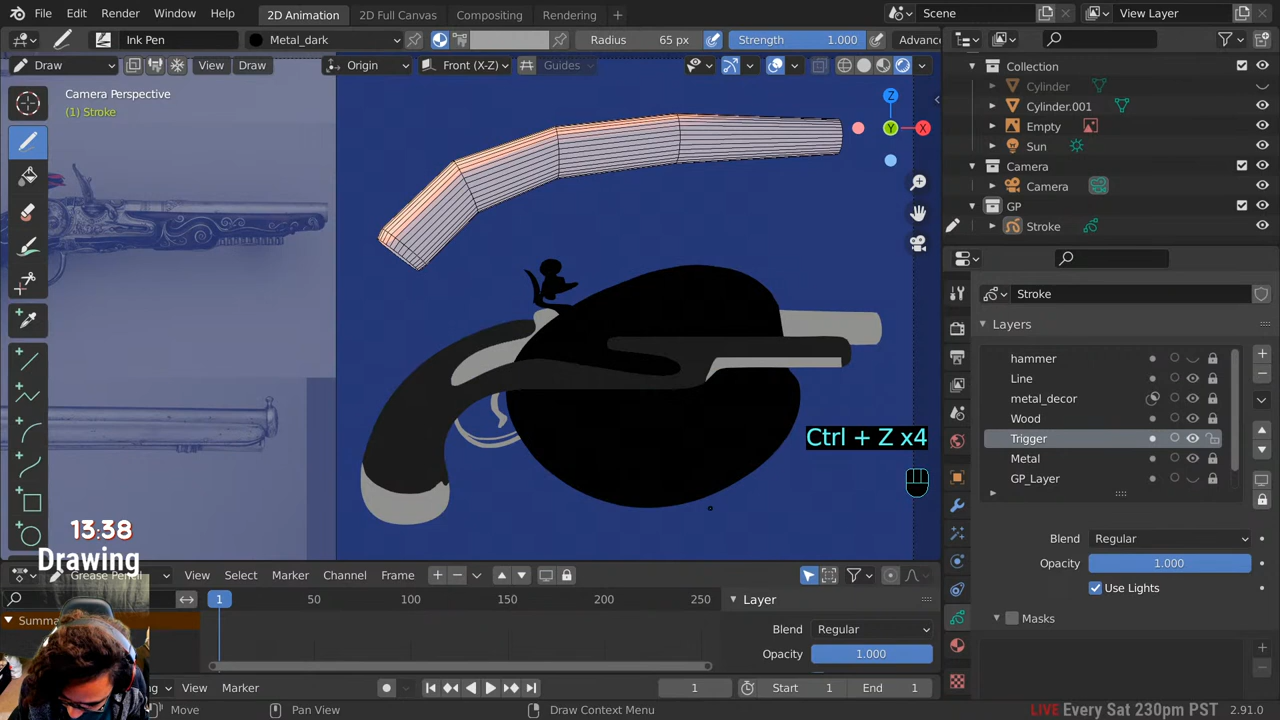 File Edit Render Window Help 2D Animation 2D Full Canvas Compositing Rendering + Scene View Layer
Ink Pen Metal_dark Radius 65 px Strength 1.000 Advanc
Draw View Draw Origin Front (X-Z) Guides
Camera Perspective
(1) Stroke
Z
Y
X
Collection
Cylinder
Cylinder.001
Empty
Sun
Camera
Camera
GP
Stroke
Stroke
Layers
hammer
Line
metal_decor
Wood
Trigger
Metal
GP_Layer
Ctrl + Z x4
Blend Regular
Opacity 1.000
Use Lights
Masks
13:38
Drawing
Grease Pencil View Select Marker Channel Frame
1 50 100 150 200 250
Summa
Layer
Blend Regular
Opacity 1.000
View Marker
1 Start 1 End 1
Move Pan View Draw Context Menu
LIVE Every Sat 230pm PST 2.91.0